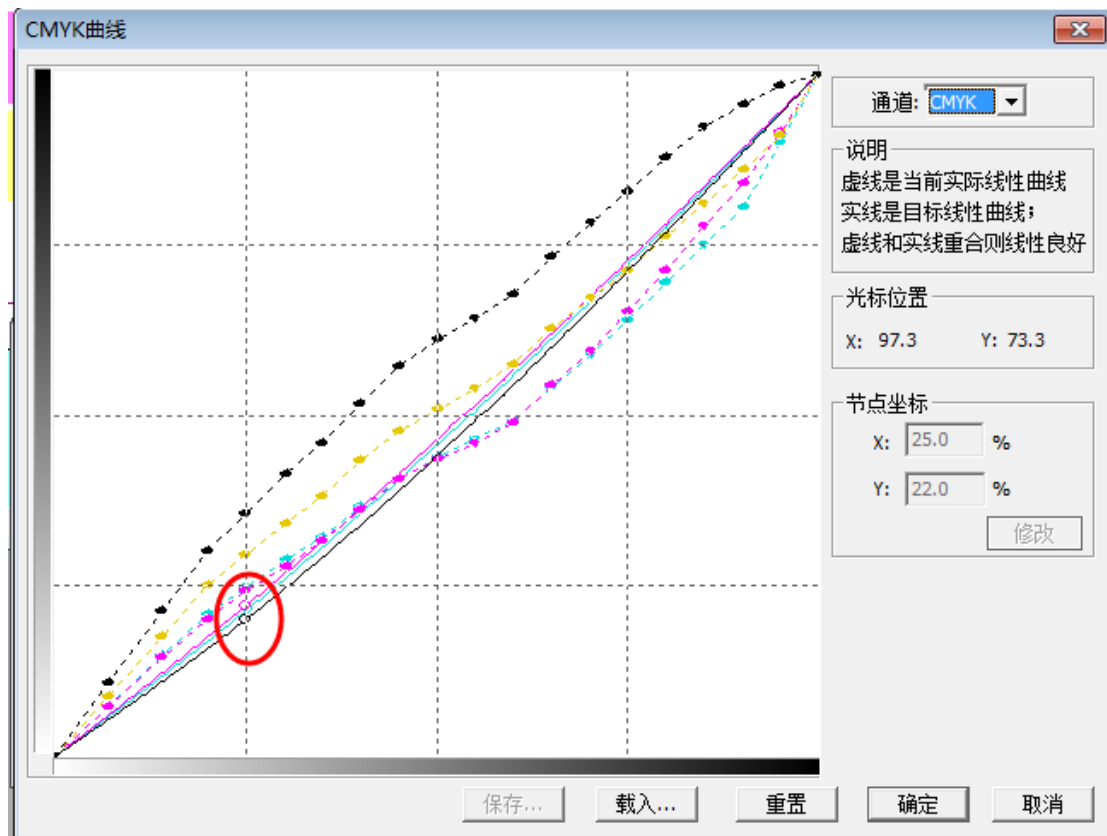 CMYK曲线
通道: CMYK
说明
虚线是当前实际线性曲线
实线是目标线性曲线；
虚线和实线重合则线性良好
光标位置
X: 97.3 Y: 73.3
节点坐标
X: 25.0 %
Y: 22.0 %
修改
保存... 载入... 重置 确定 取消